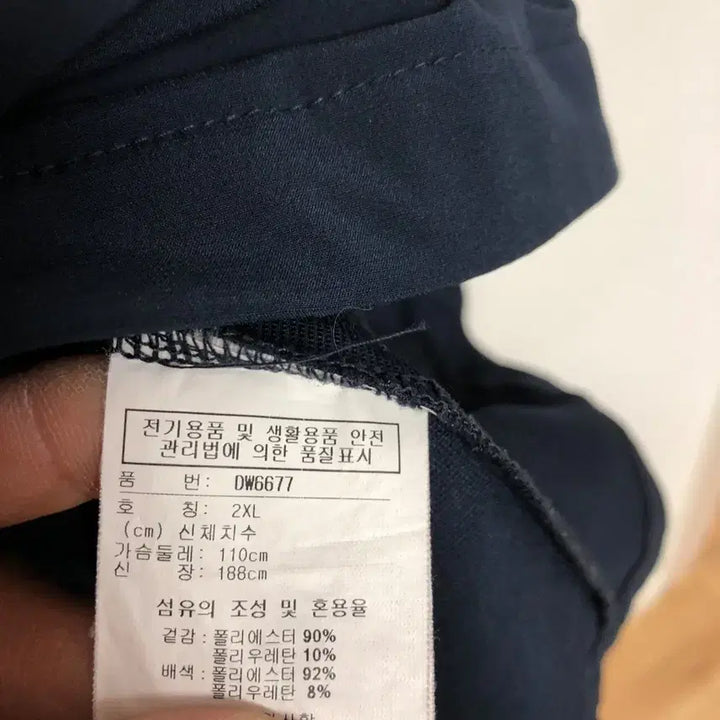 전기용품 및 생활용품 안전
관리법에 의한 품질표시
품 번: DW6677
호 칭: 2XL
(cm) 신체치수
가슴둘레: 110cm
신 장: 188cm
섬유의 조성 및 혼용율
겉감: 폴리에스터 90%
폴리우레탄 10%
배색: 폴리에스터 92%
폴리우레탄 8%